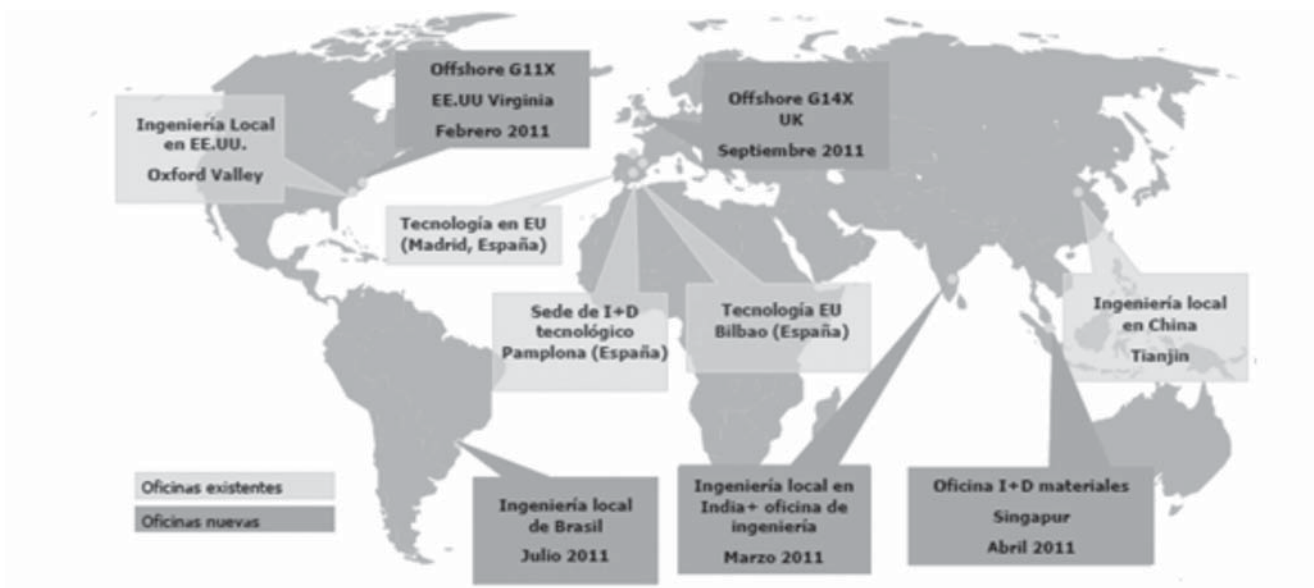 Offshore G11X
EE.UU Virginia
Febrero 2011
Offshore G14X
UK
Septiembre 2011
Ingeniería Local
en EE.UU.
Oxford Valley
Tecnología en EU
(Madrid, España)
Sede de I+D
tecnológico
Pamplona (España)
Tecnología EU
Bilbao (España)
Ingeniería local
en China
Tianjin
Oficinas existentes
Oficinas nuevas
Ingeniería local
de Brasil
Julio 2011
Ingeniería local en
India+ oficina de
ingeniería
Marzo 2011
Oficina I+D materiales
Singapur
Abril 2011